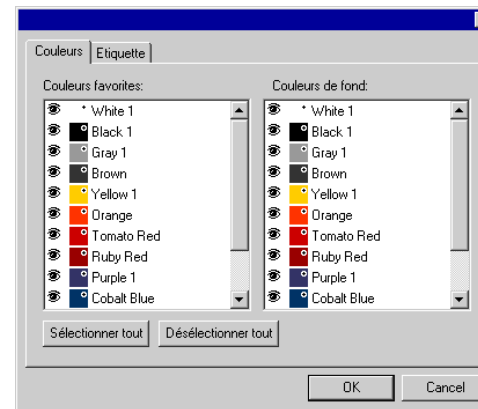 Couleurs Etiquette
Couleurs favorites:
White 1
Black 1
Gray 1
Brown
Yellow 1
Orange
Tomato Red
Ruby Red
Purple 1
Cobalt Blue
Couleurs de fond:
White 1
Black 1
Gray 1
Brown
Yellow 1
Orange
Tomato Red
Ruby Red
Purple 1
Cobalt Blue
Sélectionner tout Désélectionner tout
OK Cancel